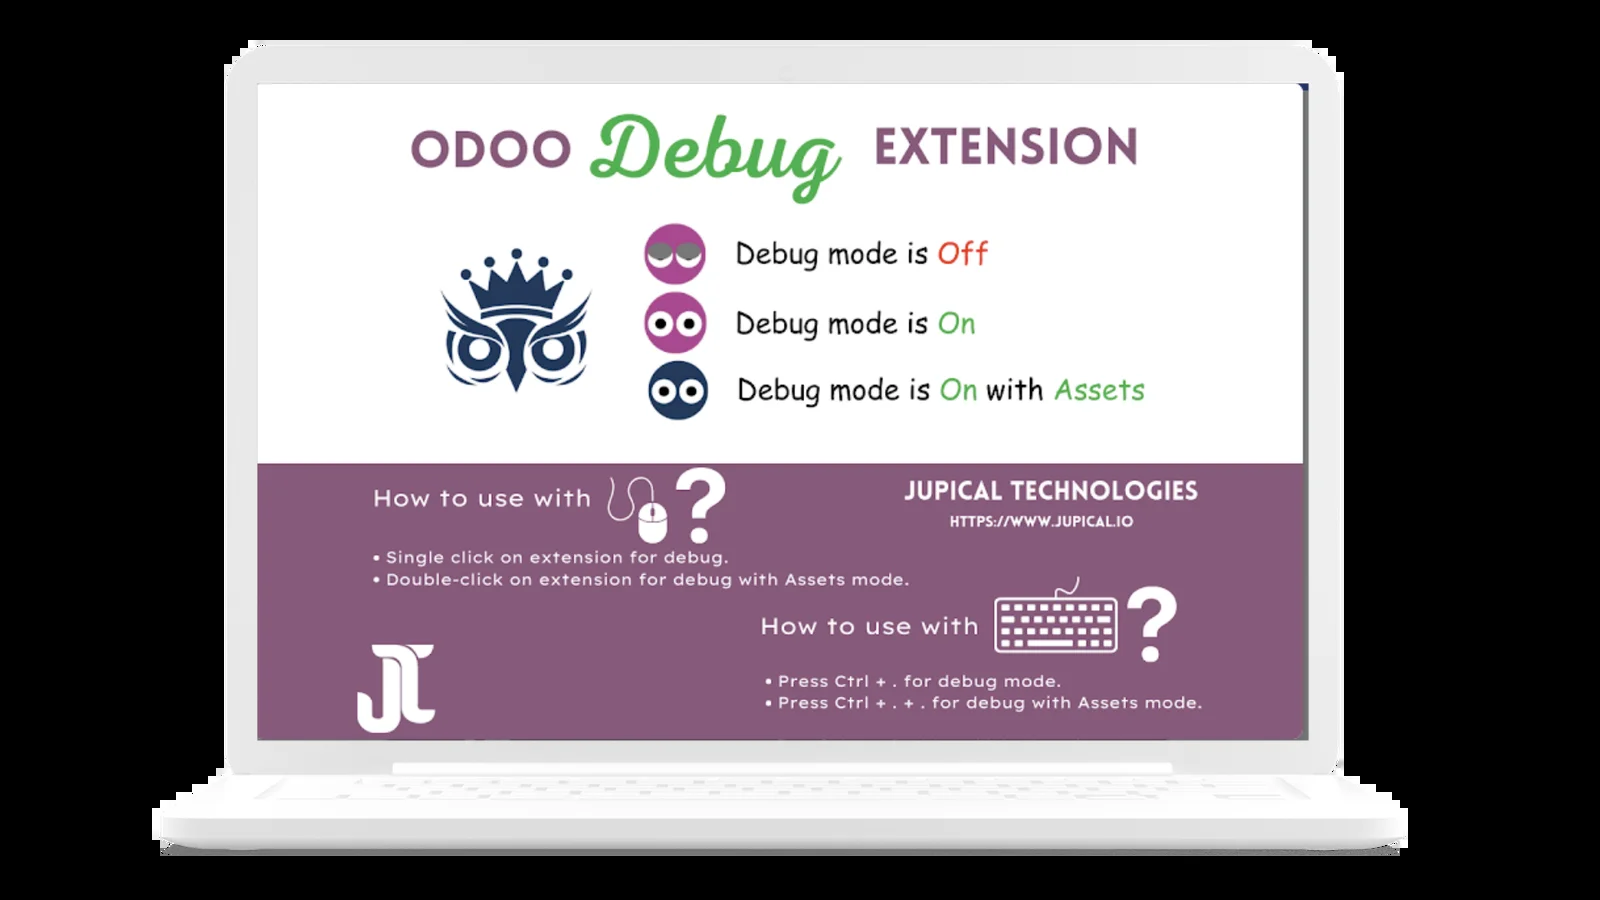 ODOO Debug EXTENSION
Debug mode is Off
Debug mode is On
Debug mode is On with Assets
How to use with ?
• Single click on extension for debug.
• Double-click on extension for debug with Assets mode.
JUPICAL TECHNOLOGIES
HTTPS://WWW.JUPICAL.IO
How to use with ?
• Press Ctrl + . for debug mode.
• Press Ctrl + . + . for debug with Assets mode.